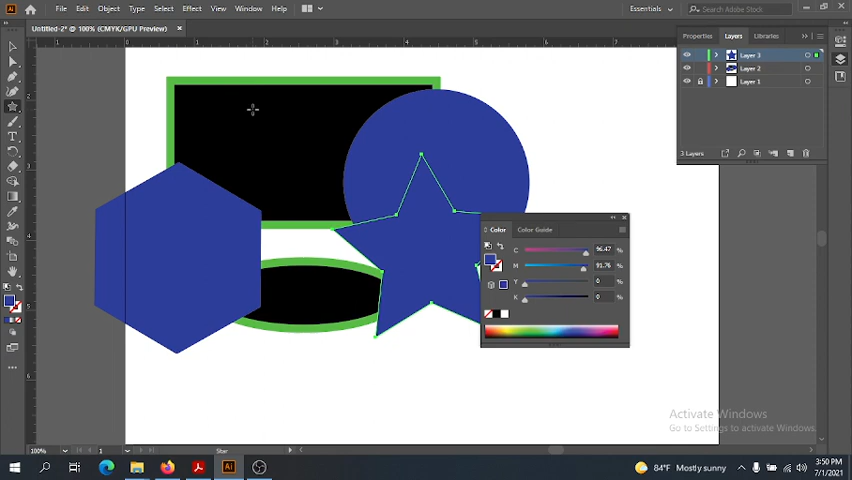 File Edit Object Type Select Effect View Window Help
Essentials
Search Adobe Stock
Untitled-2* @ 100% (CMYK/GPU Preview)
Properties Layers Libraries
Layer 3
Layer 2
Layer 1
3 Layers
Color Color Guide
C 96.47 %
M 91.76 %
Y 0 %
K 0 %
Activate Windows
Go to Settings to activate Windows.
100% 1 Star
84°F Mostly sunny
3:50 PM
7/1/2021